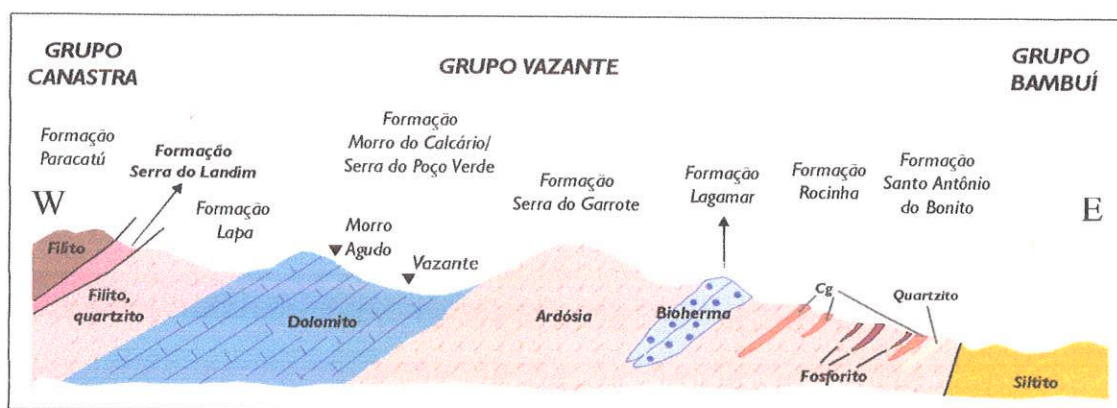 GRUPO
CANASTRA
GRUPO VAZANTE
GRUPO
BAMBUÍ
Formação
Paracatú
Formação
Serra do Landim
Formação
Lapa
Formação
Morro do Calcário/
Serra do Poço Verde
Formação
Serra do Garrote
Formação
Lagamar
Formação
Rocinha
Formação
Santo Antônio
do Bonito
W
E
Morro
Agudo
Vazante
Filito
Filito,
quartzito
Dolomito
Ardósia
Bioherma
Cg
Quartzito
Fosforito
Siltito